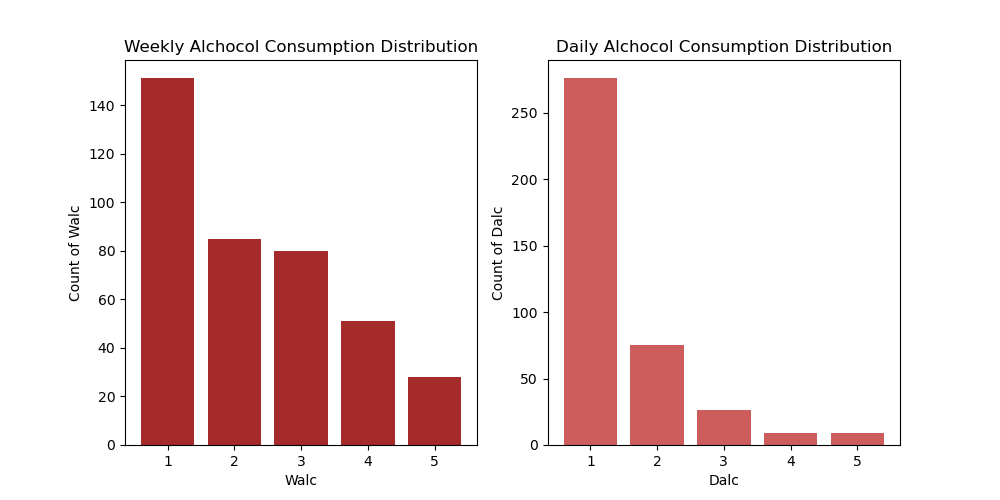 Weekly Alchocol Consumption Distribution
Count of Walc
140
120
100
80
60
40
20
0
1 2 3 4 5
Walc
Daily Alchocol Consumption Distribution
Count of Dalc
250
200
150
100
50
0
1 2 3 4 5
Dalc